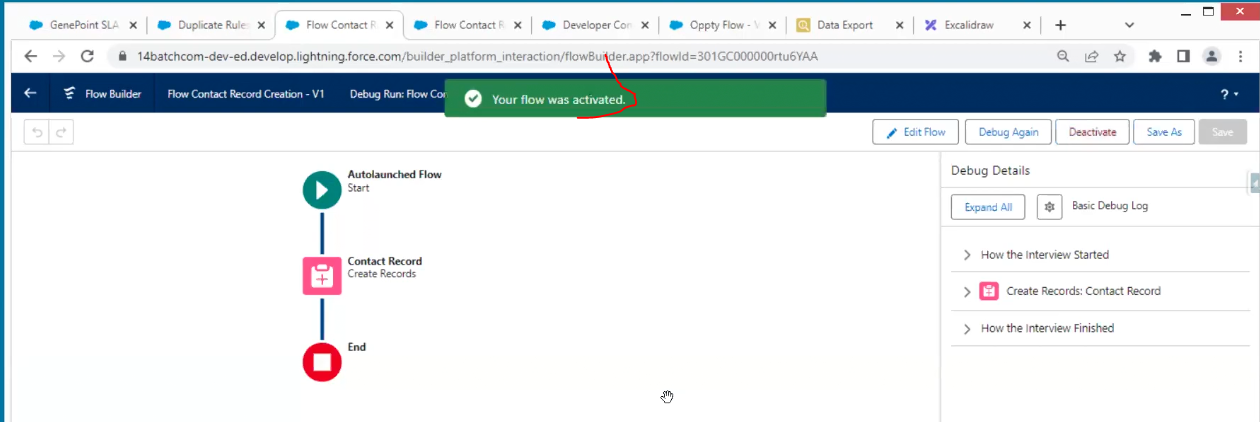 GenePoint SLA
Duplicate Rules
Flow Contact R
Flow Contact R
Developer Con
Oppty Flow - V
Data Export
Excalidraw
14batchcom-dev-ed.develop.lightning.force.com/builder_platform_interaction/flowBuilder.app?flowId=301GC000000rtu6YAA
Flow Builder
Flow Contact Record Creation - V1
Debug Run: Flow Con
Your flow was activated.
?
Edit Flow
Debug Again
Deactivate
Save As
Save
Autolaunched Flow
Start
Contact Record
Create Records
End
Debug Details
Expand All
Basic Debug Log
How the Interview Started
Create Records: Contact Record
How the Interview Finished